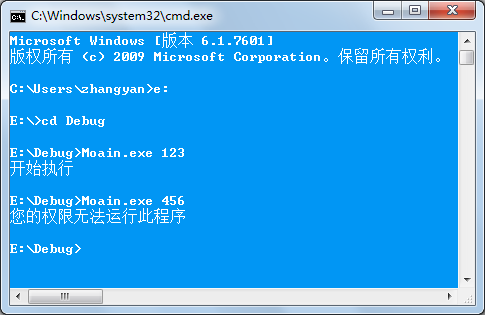 C:\Windows\system32\cmd.exe
Microsoft Windows [版本 6.1.7601]
版权所有 (c) 2009 Microsoft Corporation。保留所有权利。
C:\Users\zhangyan>e:
E:\>cd Debug
E:\Debug>Moain.exe 123
开始执行
E:\Debug>Moain.exe 456
您的权限无法运行此程序
E:\Debug>